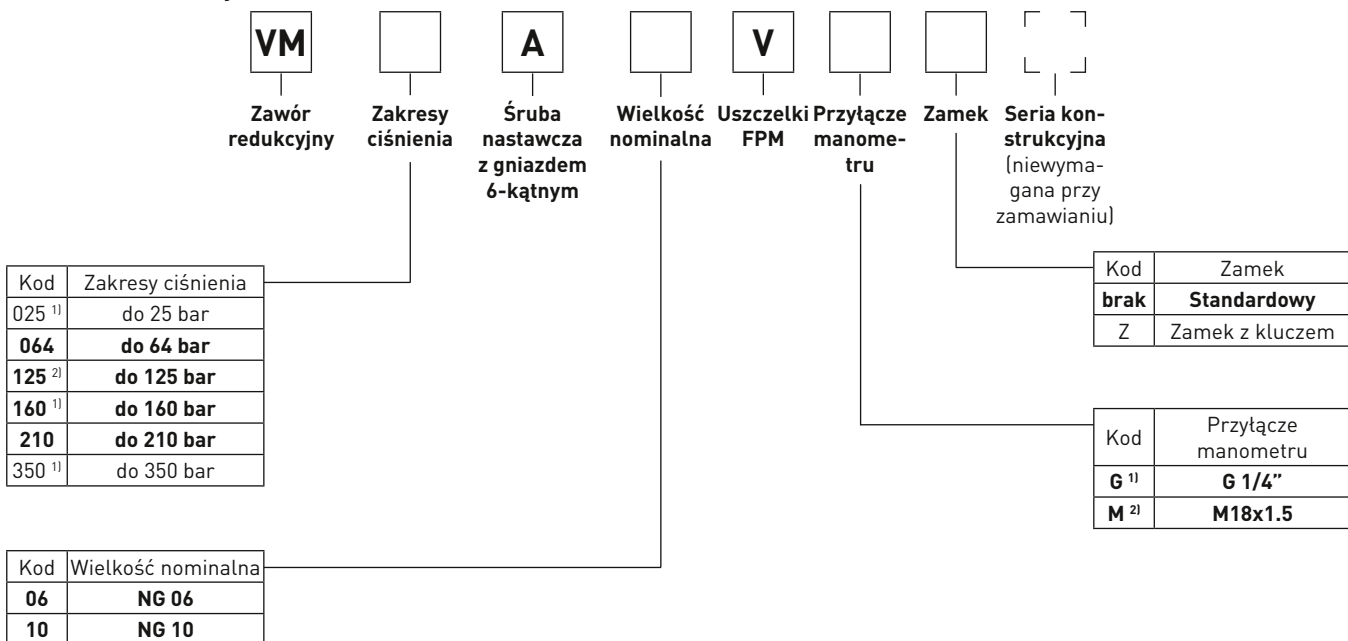 VM A V
Zawór
redukcyjny
Zakresy
ciśnienia
Śruba
nastawcza
z gniazdem
6-kątnym
Wielkość
nominalna
Uszczelki
FPM
Przyłącze
manome-
tru
Zamek
Seria kon-
strukcyjna
(niewyma-
gana przy
zamawianiu)
Kod Zakresy ciśnienia
025 1) do 25 bar
064 do 64 bar
125 2) do 125 bar
160 1) do 160 bar
210 do 210 bar
350 1) do 350 bar
Kod Wielkość nominalna
06 NG 06
10 NG 10
Kod Zamek
brak Standardowy
Z Zamek z kluczem
Kod Przyłącze
manometru
G 1) G 1/4”
M 2) M18x1.5